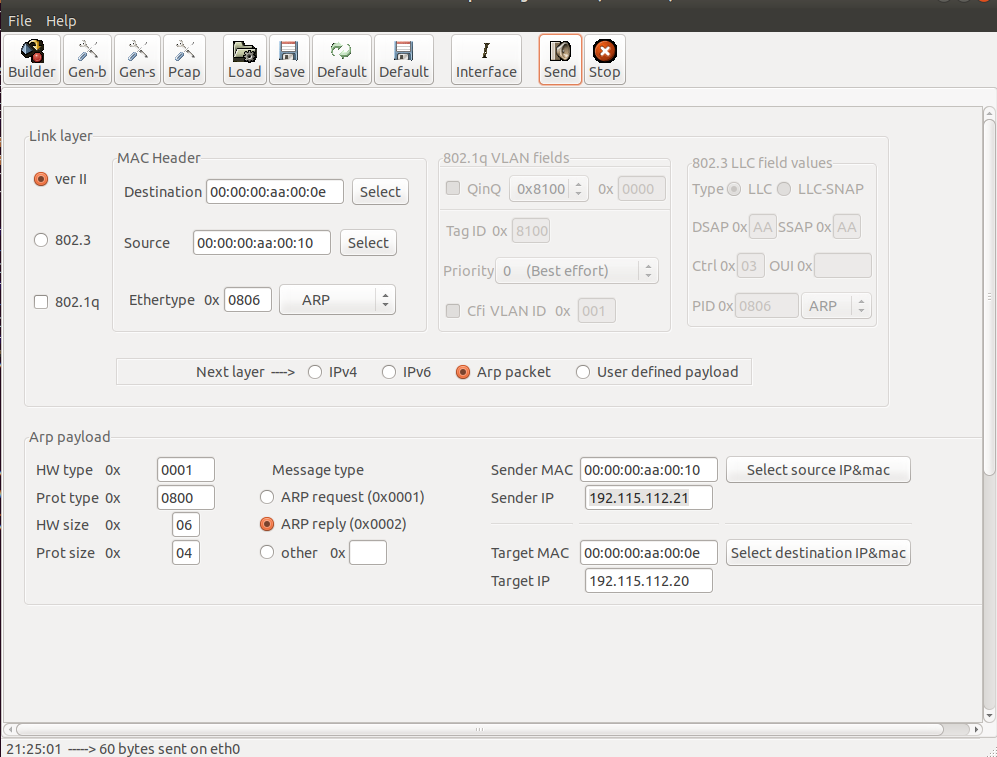 File Help
Builder Gen-b Gen-s Pcap Load Save Default Default Interface Send Stop
Link layer
ver II
802.3
802.1q
MAC Header
Destination 00:00:00:aa:00:0e Select
Source 00:00:00:aa:00:10 Select
Ethertype 0x 0806 ARP
802.1q VLAN fields
QinQ 0x8100 0x 0000
Tag ID 0x 8100
Priority 0 (Best effort)
Cfi VLAN ID 0x 001
802.3 LLC field values
Type LLC LLC-SNAP
DSAP 0x AA SSAP 0x AA
Ctrl 0x 03 OUI 0x
PID 0x 0806 ARP
Next layer ----> IPv4 IPv6 Arp packet User defined payload
Arp payload
HW type 0x 0001
Prot type 0x 0800
HW size 0x 06
Prot size 0x 04
Message type
ARP request (0x0001)
ARP reply (0x0002)
other 0x
Sender MAC 00:00:00:aa:00:10 Select source IP&mac
Sender IP 192.115.112.21
Target MAC 00:00:00:aa:00:0e Select destination IP&mac
Target IP 192.115.112.20
21:25:01 -----> 60 bytes sent on eth0